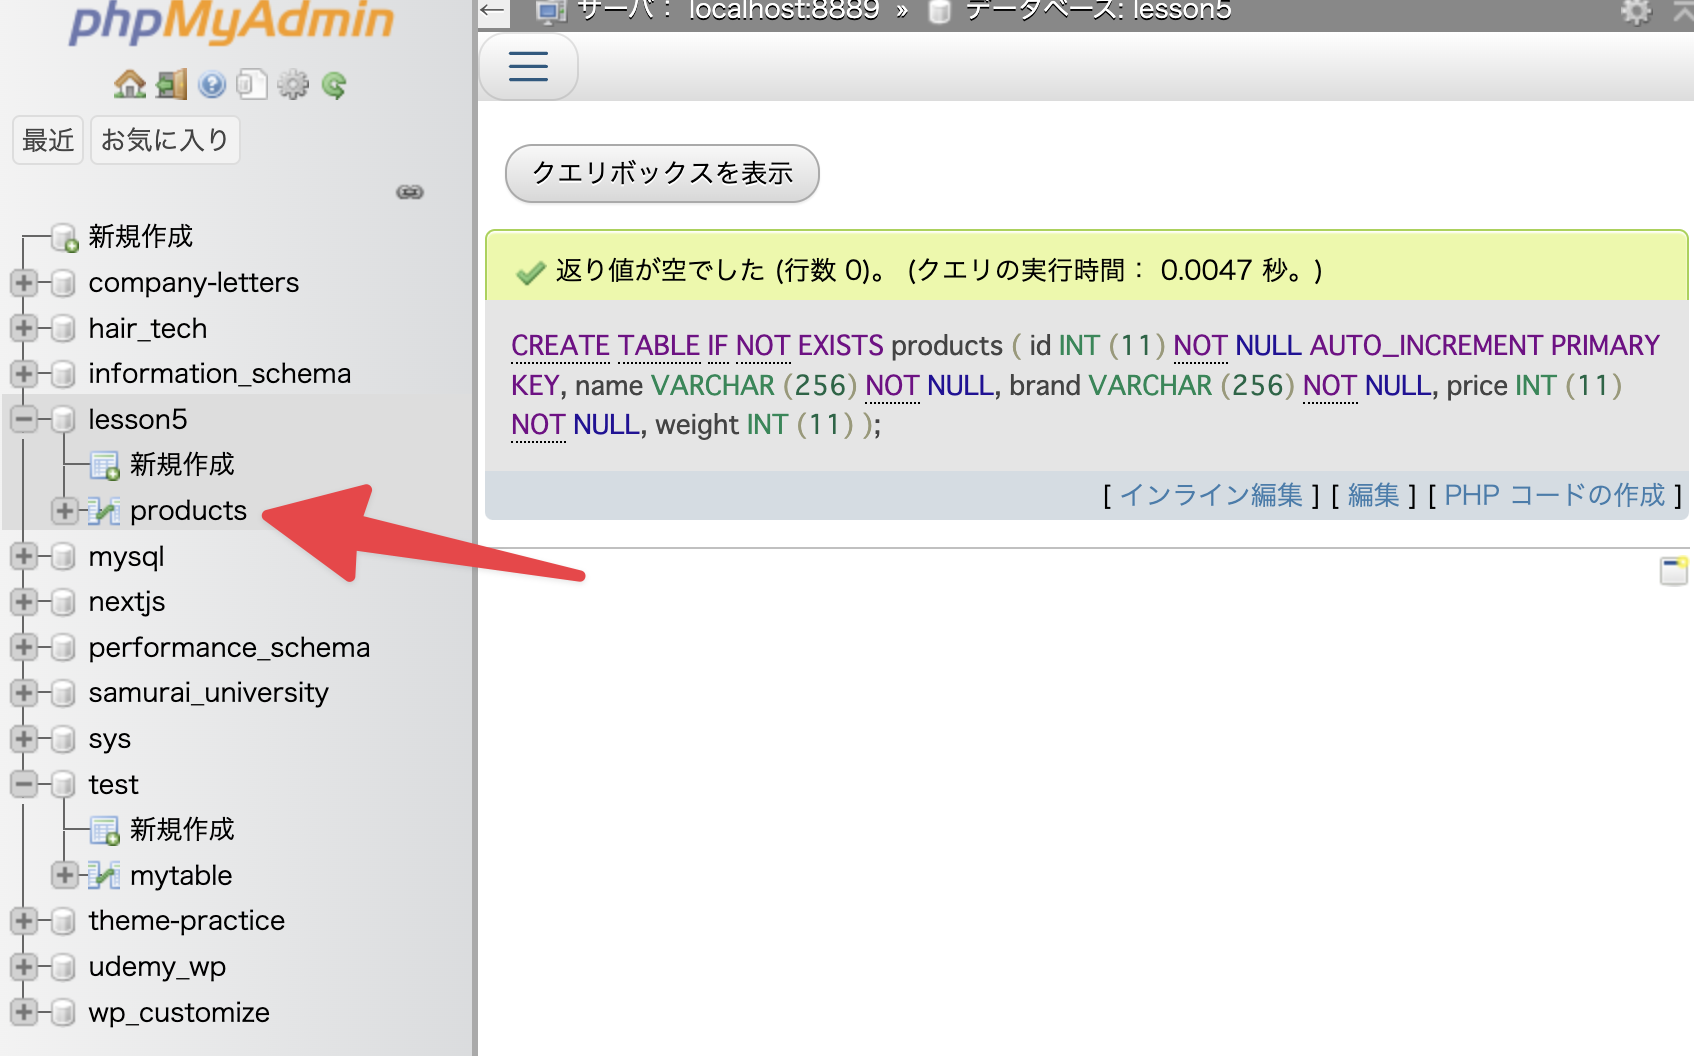 phpMyAdmin
最近 お気に入り
新規作成
company-letters
hair_tech
information_schema
lesson5
新規作成
products
mysql
nextjs
performance_schema
samurai_university
sys
test
新規作成
mytable
theme-practice
udemy_wp
wp_customize
← サーバ： localhost:8889 » データベース: lesson5
クエリボックスを表示
返り値が空でした (行数 0)。 (クエリの実行時間： 0.0047 秒。)
CREATE TABLE IF NOT EXISTS products ( id INT (11) NOT NULL AUTO_INCREMENT PRIMARY
KEY, name VARCHAR (256) NOT NULL, brand VARCHAR (256) NOT NULL, price INT (11)
NOT NULL, weight INT (11) );
[ インライン編集 ] [ 編集 ] [ PHP コードの作成 ]